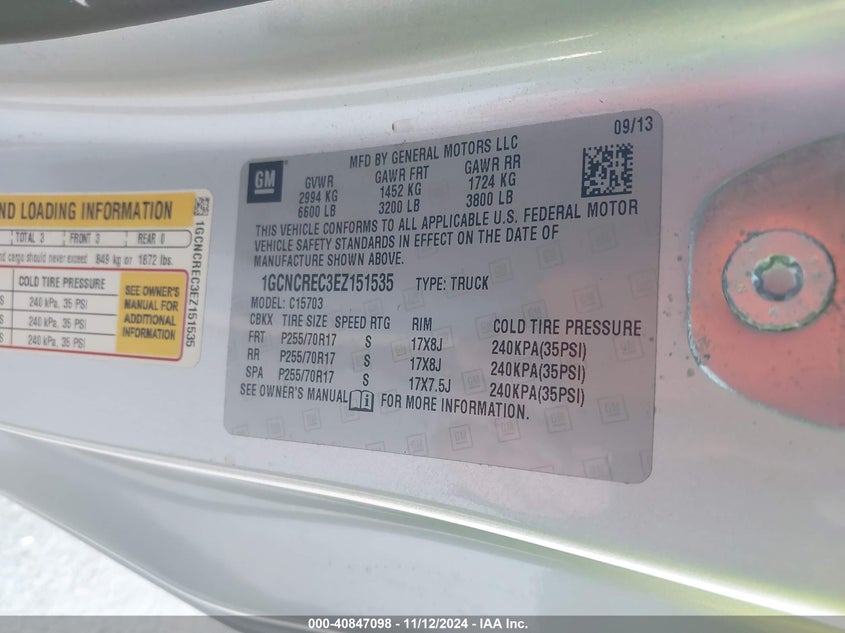 09/13
MFD BY GENERAL MOTORS LLC
GM
GVWR GAWR FRT GAWR RR
2994 KG 1452 KG 1724 KG
6600 LB 3200 LB 3800 LB
THIS VEHICLE CONFORMS TO ALL APPLICABLE U.S. FEDERAL MOTOR
VEHICLE SAFETY STANDARDS IN EFFECT ON THE DATE OF
MANUFACTURE SHOWN ABOVE.
1GCNCREC3EZ151535 TYPE: TRUCK
MODEL: C15703
CBKX TIRE SIZE SPEED RTG RIM COLD TIRE PRESSURE
FRT P255/70R17 S 17X8J 240KPA(35PSI)
RR P255/70R17 S 17X8J 240KPA(35PSI)
SPA P255/70R17 S 17X7.5J 240KPA(35PSI)
SEE OWNER'S MANUAL FOR MORE INFORMATION.
ND LOADING INFORMATION
TOTAL 3 FRONT 3 REAR 0
nd cargo should never exceed 849 kg or 1872 lbs.
COLD TIRE PRESSURE
240 kPa, 35 PSI
240 kPa, 35 PSI
240 kPa, 35 PSI
SEE OWNER'S
MANUAL FOR
ADDITIONAL
INFORMATION
1GCNCREC3EZ151535
000-40847098 - 11/12/2024 - IAA Inc.